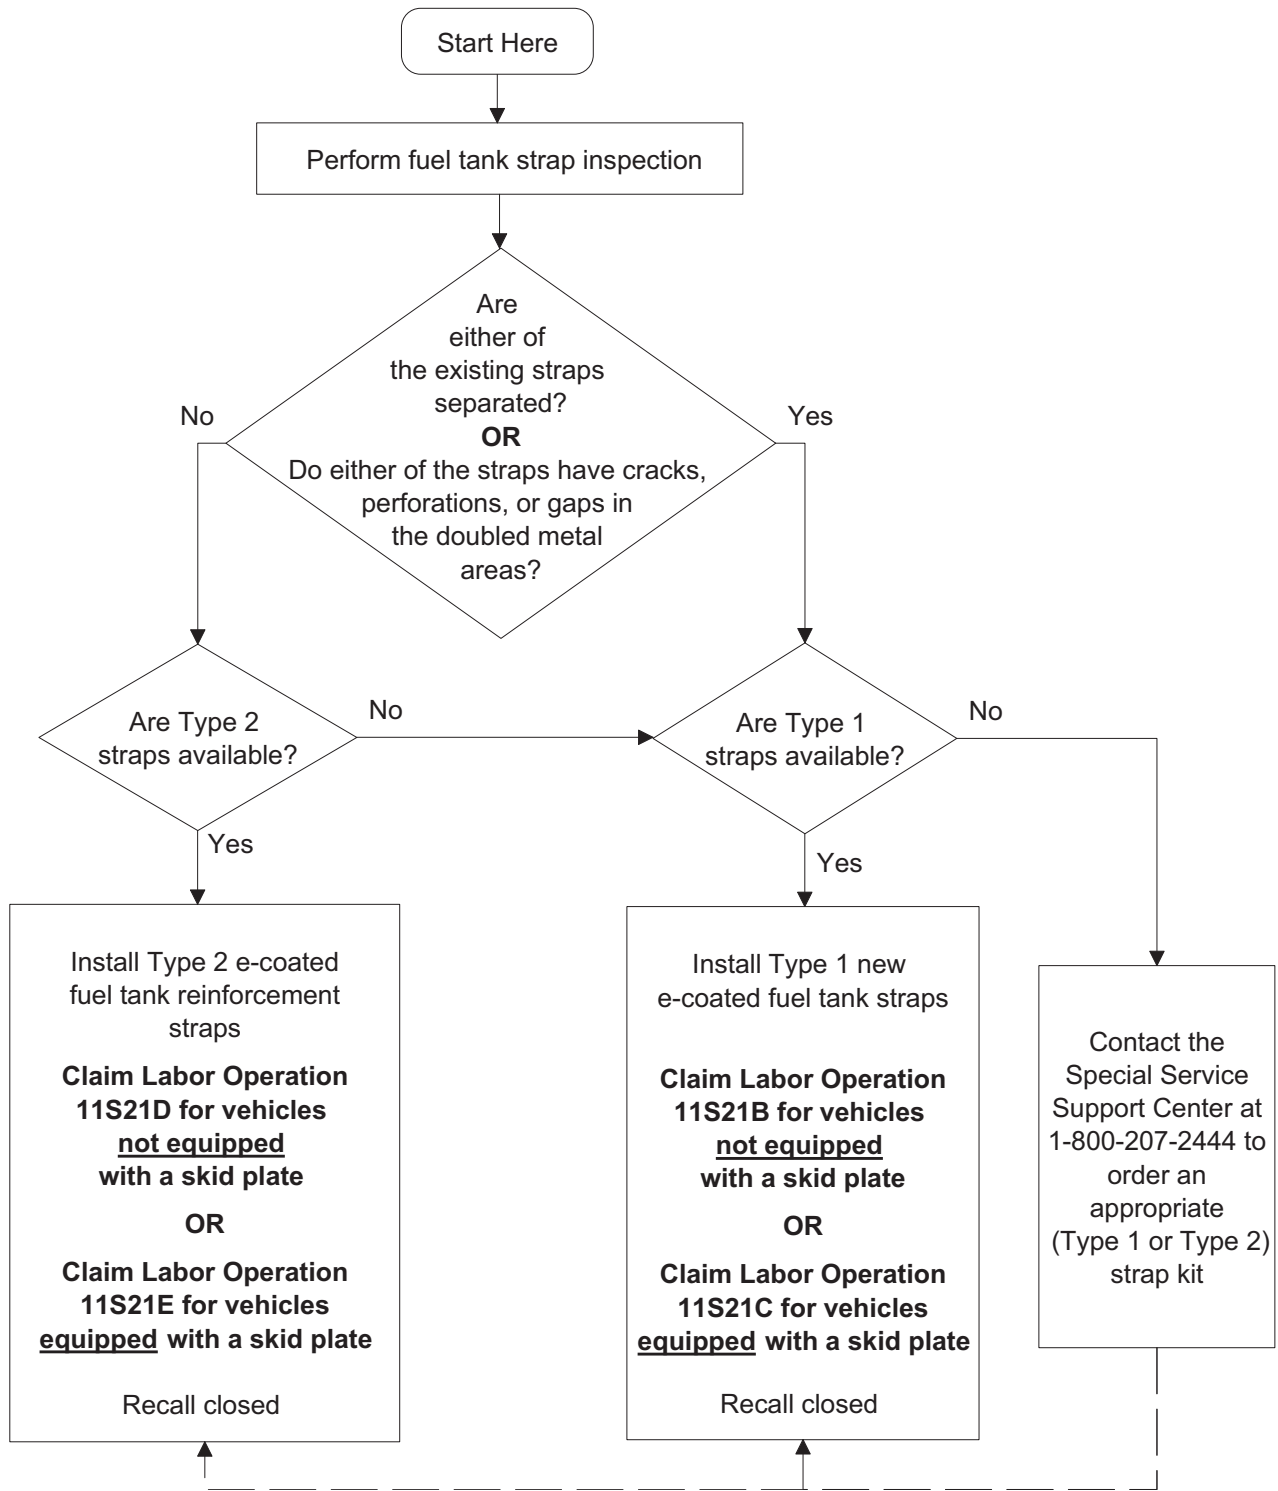 Start Here
Perform fuel tank strap inspection
Are
either of
the existing straps
separated?
OR
Do either of the straps have cracks,
perforations, or gaps in
the doubled metal
areas?
No
Yes
Are Type 2
straps available?
No
Are Type 1
straps available?
No
Yes
Yes
Install Type 2 e-coated
fuel tank reinforcement
straps
Claim Labor Operation
11S21D for vehicles
not equipped
with a skid plate
OR
Claim Labor Operation
11S21E for vehicles
equipped with a skid plate
Recall closed
Install Type 1 new
e-coated fuel tank straps
Claim Labor Operation
11S21B for vehicles
not equipped
with a skid plate
OR
Claim Labor Operation
11S21C for vehicles
equipped with a skid plate
Recall closed
Contact the
Special Service
Support Center at
1-800-207-2444 to
order an
appropriate
(Type 1 or Type 2)
strap kit